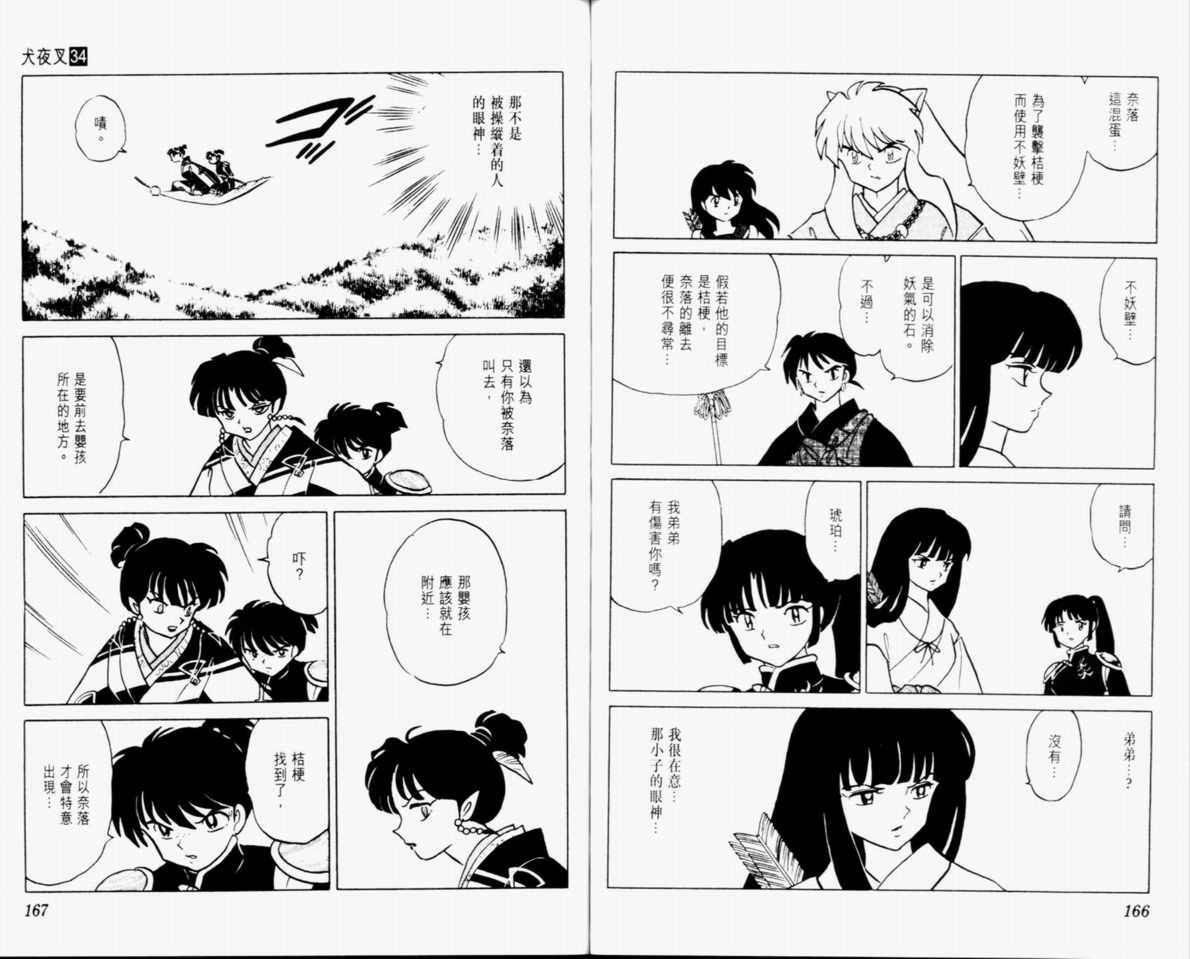 奈落
這混蛋…
為了襲擊桔梗
而使用不妖壁…
不妖壁…
是可以消除
妖氣的石。
不過…
假若他的目標
是桔梗，
奈落的離去
便很不尋常…
請問…
琥珀…
我弟弟
有傷害你嗎？
弟弟…?
沒有…
我很在意…
那小子的眼神…
166
犬夜叉34
那不是
被操縱着的人
的眼神…
嘖。
還以為
只有你被奈落
叫去，
是要前去嬰孩
所在的地方。
那嬰孩
應該就在
附近…
吓？
桔梗
找到了，
所以奈落
才會特意
出現…
167